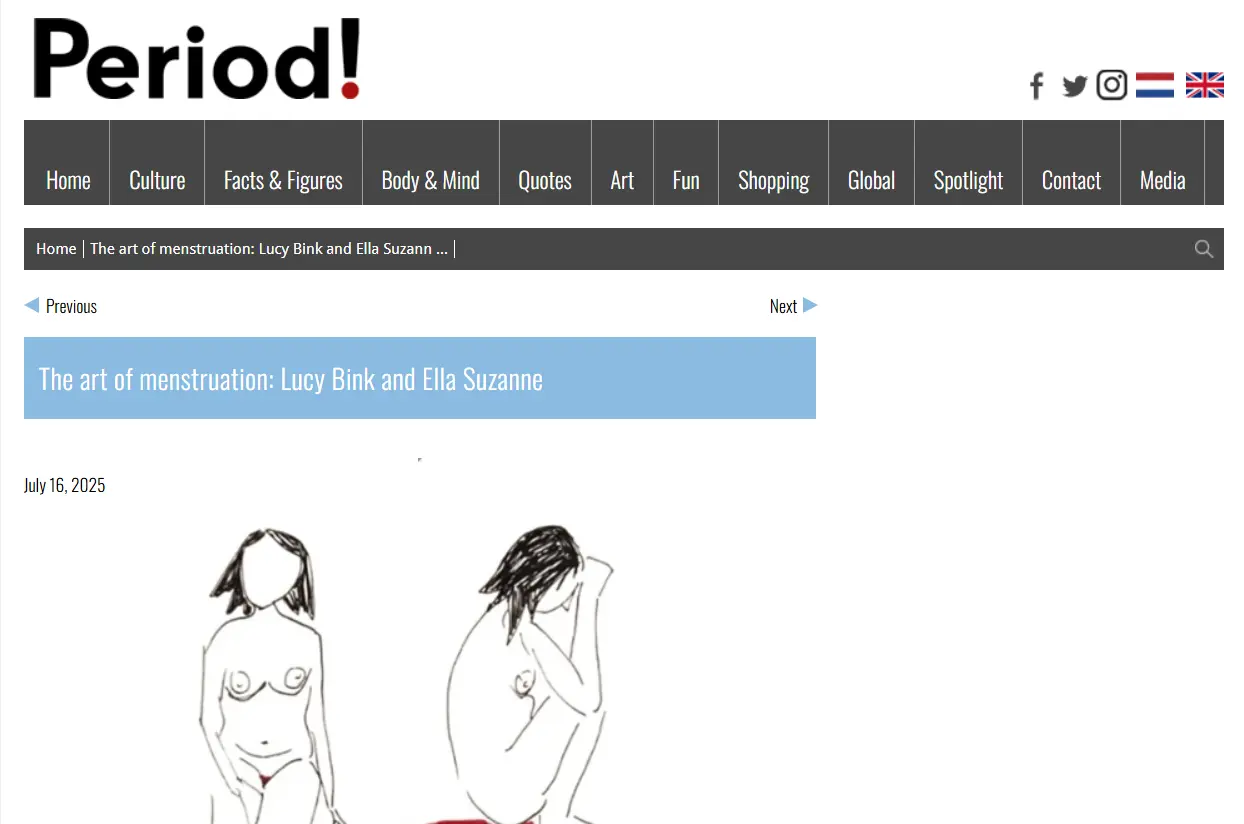 Period!
Home Culture Facts & Figures Body & Mind Quotes Art Fun Shopping Global Spotlight Contact Media
Home | The art of menstruation: Lucy Bink and Ella Suzann ... |
Previous Next
The art of menstruation: Lucy Bink and Ella Suzanne
July 16, 2025